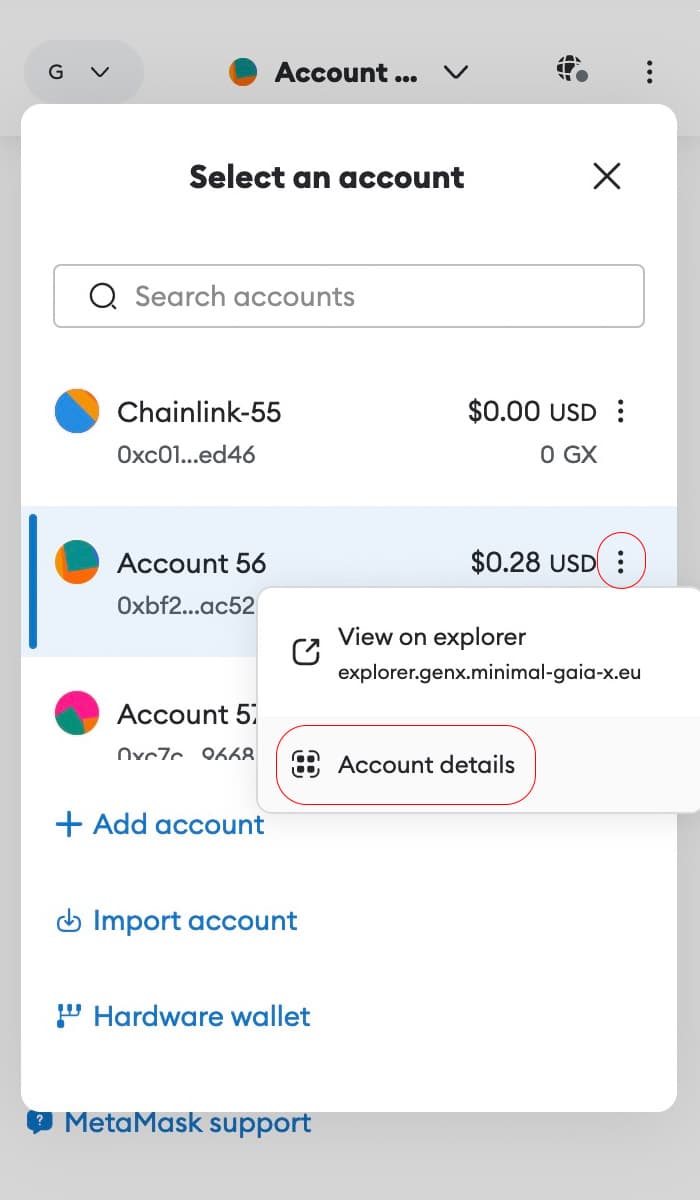 G
Account ...
Select an account
Search accounts
Chainlink-55
$0.00 USD
0xc01...ed46
0 GX
Account 56
$0.28 USD
0xbf2...ac52
View on explorer
explorer.genx.minimal-gaia-x.eu
Account 57
0xc7c...9668
Account details
+ Add account
Import account
Hardware wallet
MetaMask support